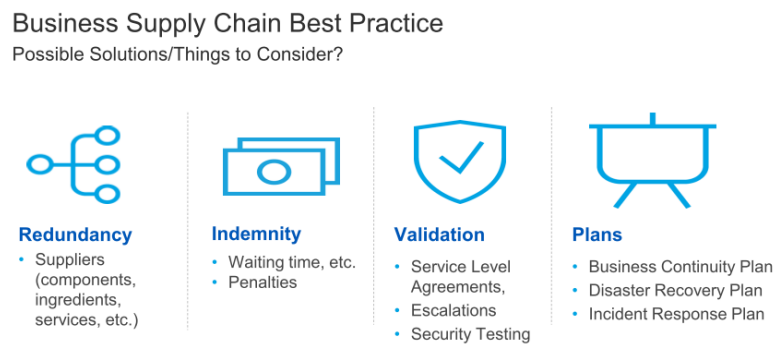 Business Supply Chain Best Practice
Possible Solutions/Things to Consider?
Redundancy
• Suppliers
(components,
ingredients,
services, etc.)
Indemnity
• Waiting time, etc.
• Penalties
Validation
• Service Level
Agreements,
• Escalations
• Security Testing
Plans
• Business Continuity Plan
• Disaster Recovery Plan
• Incident Response Plan